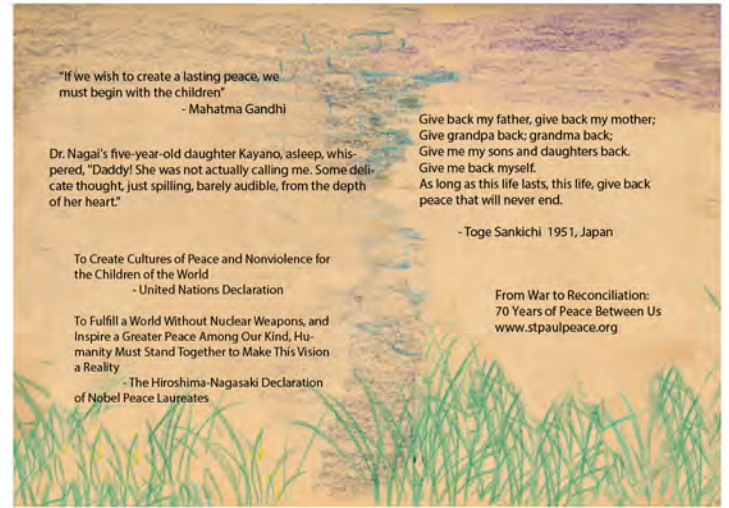 "If we wish to create a lasting peace, we
must begin with the children"
- Mahatma Gandhi
Dr. Nagai's five-year-old daughter Kayano, asleep, whis-
pered, "Daddy! She was not actually calling me. Some deli-
cate thought, just spilling, barely audible, from the depth
of her heart."
To Create Cultures of Peace and Nonviolence for
the Children of the World
- United Nations Declaration
To Fulfill a World Without Nuclear Weapons, and
Inspire a Greater Peace Among Our Kind, Hu-
manity Must Stand Together to Make This Vision
a Reality
- The Hiroshima-Nagasaki Declaration
of Nobel Peace Laureates
Give back my father, give back my mother;
Give grandpa back; grandma back;
Give me my sons and daughters back.
Give me back myself.
As long as this life lasts, this life, give back
peace that will never end.
- Toge Sankichi 1951, Japan
From War to Reconciliation:
70 Years of Peace Between Us
www.stpaulpeace.org